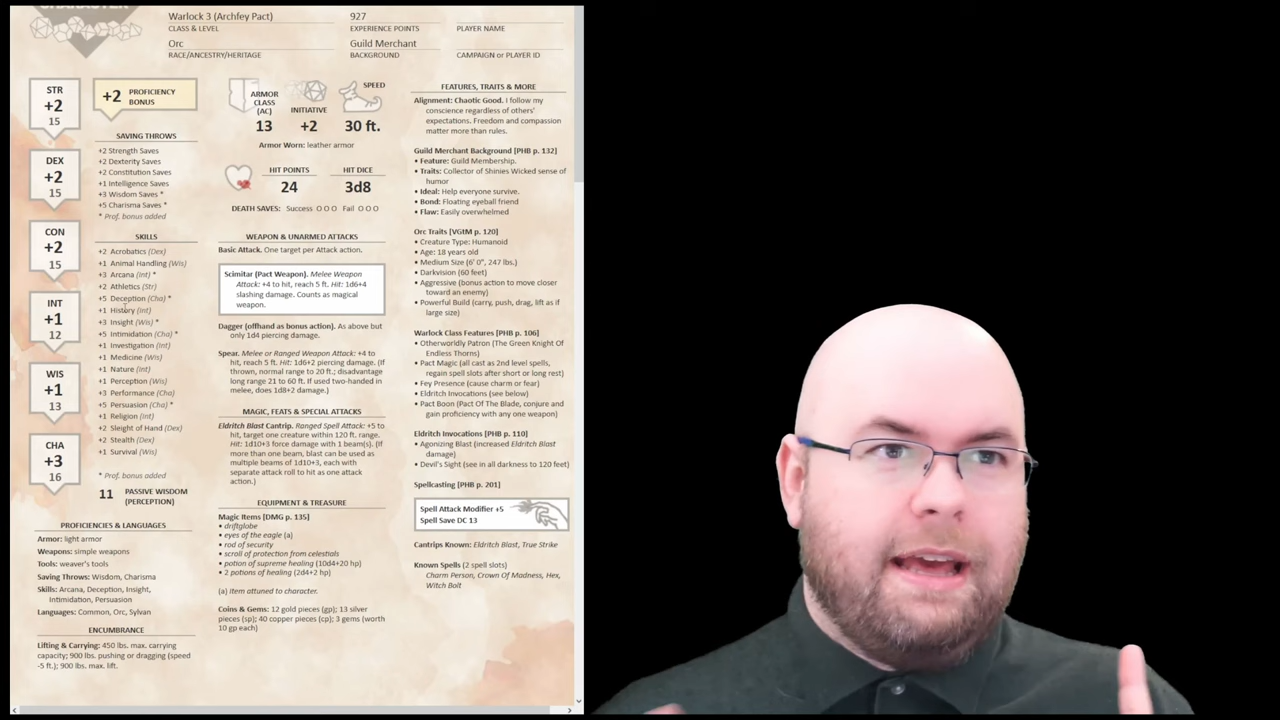 CHARACTER
Warlock 3 (Archfey Pact)
CLASS & LEVEL
927
EXPERIENCE POINTS
PLAYER NAME
Orc
RACE/ANCESTRY/HERITAGE
Guild Merchant
BACKGROUND
CAMPAIGN or PLAYER ID
STR
+2
15
DEX
+2
15
CON
+2
15
INT
+1
12
WIS
+1
13
CHA
+3
16
+2 PROFICIENCY
BONUS
SAVING THROWS
+2 Strength Saves
+2 Dexterity Saves
+2 Constitution Saves
+1 Intelligence Saves
+3 Wisdom Saves *
+5 Charisma Saves *
* Prof. bonus added
SKILLS
+2 Acrobatics (Dex)
+1 Animal Handling (Wis)
+3 Arcana (Int) *
+2 Athletics (Str)
+5 Deception (Cha) *
+1 History (Int)
+3 Insight (Wis) *
+5 Intimidation (Cha) *
+1 Investigation (Int)
+1 Medicine (Wis)
+1 Nature (Int)
+1 Perception (Wis)
+3 Performance (Cha)
+5 Persuasion (Cha) *
+1 Religion (Int)
+2 Sleight of Hand (Dex)
+2 Stealth (Dex)
+1 Survival (Wis)
* Prof. bonus added
11 PASSIVE WISDOM
(PERCEPTION)
PROFICIENCIES & LANGUAGES
Armor: light armor
Weapons: simple weapons
Tools: weaver's tools
Saving Throws: Wisdom, Charisma
Skills: Arcana, Deception, Insight,
Intimidation, Persuasion
Languages: Common, Orc, Sylvan
ENCUMBRANCE
Lifting & Carrying: 450 lbs. max. carrying
capacity; 900 lbs. pushing or dragging (speed
-5 ft.); 900 lbs. max. lift.
ARMOR
CLASS
(AC)
13
INITIATIVE
+2
SPEED
30 ft.
Armor Worn: leather armor
HIT POINTS
24
HIT DICE
3d8
DEATH SAVES: Success O O O Fail O O O
WEAPON & UNARMED ATTACKS
Basic Attack. One target per Attack action.
Scimitar (Pact Weapon). Melee Weapon
Attack: +4 to hit, reach 5 ft. Hit: 1d6+4
slashing damage. Counts as magical
weapon.
Dagger (offhand as bonus action). As above but
only 1d4 piercing damage.
Spear. Melee or Ranged Weapon Attack: +4 to
hit, reach 5 ft. Hit: 1d6+2 piercing damage. (If
thrown, normal range to 20 ft.; disadvantage
long range 21 to 60 ft. If used two-handed in
melee, does 1d8+2 damage.)
MAGIC, FEATS & SPECIAL ATTACKS
Eldritch Blast Cantrip. Ranged Spell Attack: +5 to
hit, target one creature within 120 ft. range.
Hit: 1d10+3 force damage with 1 beam(s). (If
more than one beam, blast can be used as
multiple beams of 1d10+3, each with
separate attack roll to hit as one attack
action.)
EQUIPMENT & TREASURE
Magic Items [DMG p. 135]
• driftglobe
• eyes of the eagle (a)
• rod of security
• scroll of protection from celestials
• potion of supreme healing (10d4+20 hp)
• 2 potions of healing (2d4+2 hp)
(a) Item attuned to character.
Coins & Gems: 12 gold pieces (gp); 13 silver
pieces (sp); 40 copper pieces (cp); 3 gems (worth
10 gp each)
FEATURES, TRAITS & MORE
Alignment: Chaotic Good. I follow my
conscience regardless of others'
expectations. Freedom and compassion
matter more than rules.
Guild Merchant Background [PHB p. 132]
• Feature: Guild Membership.
• Traits: Collector of Shinies Wicked sense of
humor
• Ideal: Help everyone survive.
• Bond: Floating eyeball friend
• Flaw: Easily overwhelmed
Orc Traits [VGtM p. 120]
• Creature Type: Humanoid
• Age: 18 years old
• Medium Size (6' 0", 247 lbs.)
• Darkvision (60 feet)
• Aggressive (bonus action to move closer
toward an enemy)
• Powerful Build (carry, push, drag, lift as if
large size)
Warlock Class Features [PHB p. 106]
• Otherworldly Patron (The Green Knight Of
Endless Thorns)
• Pact Magic (all cast as 2nd level spells,
regain spell slots after short or long rest)
• Fey Presence (cause charm or fear)
• Eldritch Invocations (see below)
• Pact Boon (Pact Of The Blade, conjure and
gain proficiency with any one weapon)
Eldritch Invocations [PHB p. 110]
• Agonizing Blast (increased Eldritch Blast
damage)
• Devil's Sight (see in all darkness to 120 feet)
Spellcasting [PHB p. 201]
Spell Attack Modifier +5
Spell Save DC 13
Cantrips Known: Eldritch Blast, True Strike
Known Spells (2 spell slots)
Charm Person, Crown Of Madness, Hex,
Witch Bolt